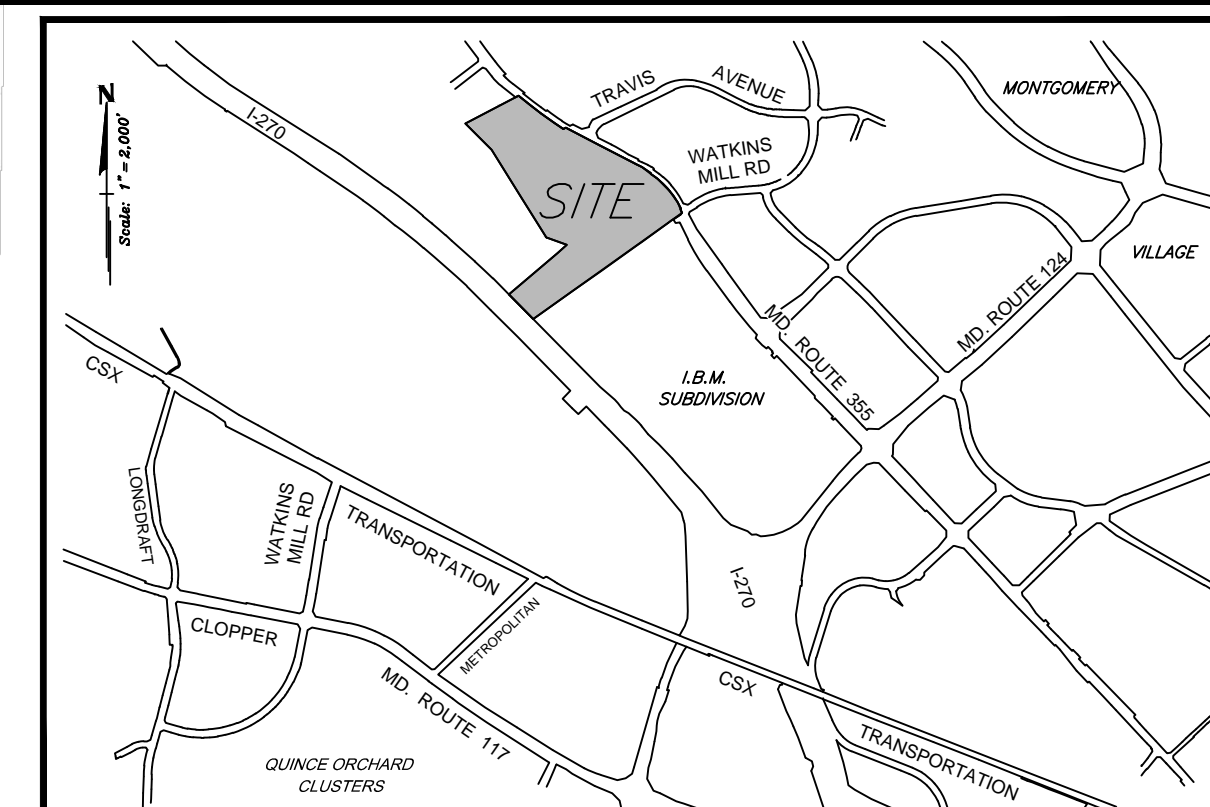 N
Scale: 1" = 2,000'
I-270
TRAVIS AVENUE
MONTGOMERY
WATKINS
MILL RD
SITE
VILLAGE
MD. ROUTE 124
MD. ROUTE 355
I.B.M.
SUBDIVISION
CSX
LONGDRAFT
WATKINS
MILL RD
TRANSPORTATION
I-270
METROPOLITAN
CLOPPER
MD. ROUTE 117
CSX
TRANSPORTATION
QUINCE ORCHARD
CLUSTERS